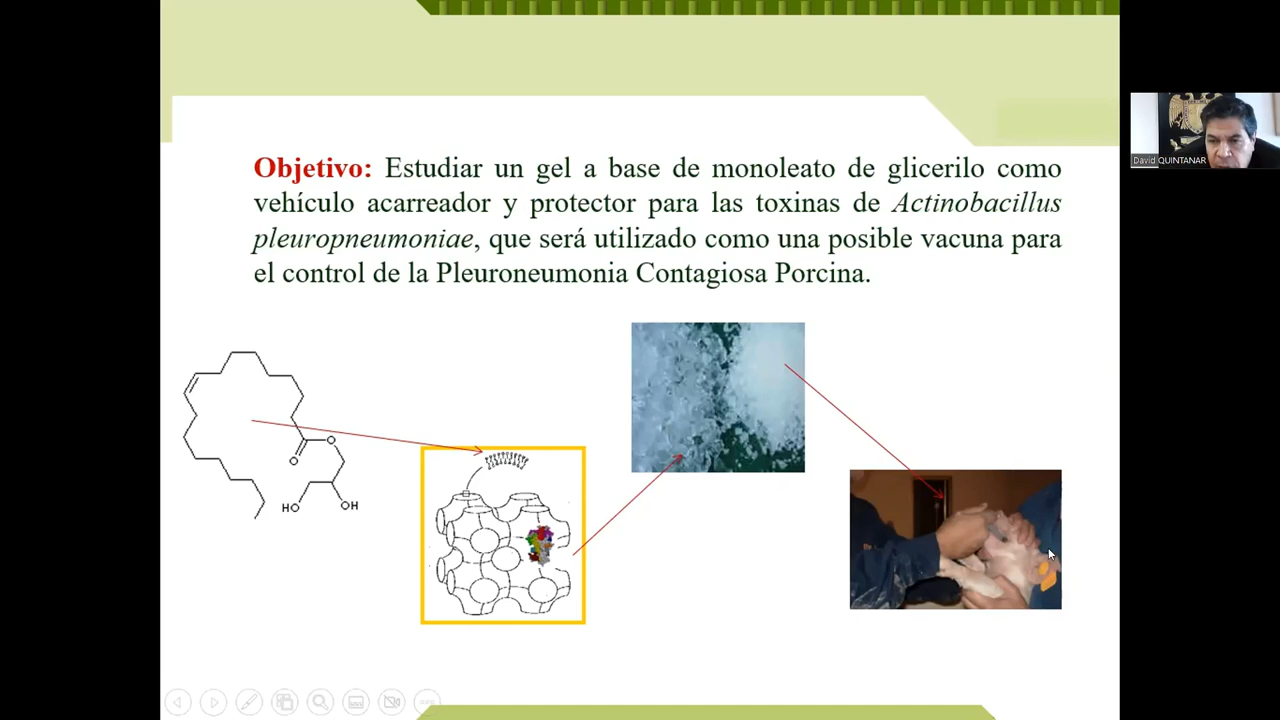 Objetivo: Estudiar un gel a base de monoleato de glicerilo como
vehículo acarreador y protector para las toxinas de Actinobacillus
pleuropneumoniae, que será utilizado como una posible vacuna para
el control de la Pleuroneumonia Contagiosa Porcina.
David QUINTANAR
O
O
HO
OH